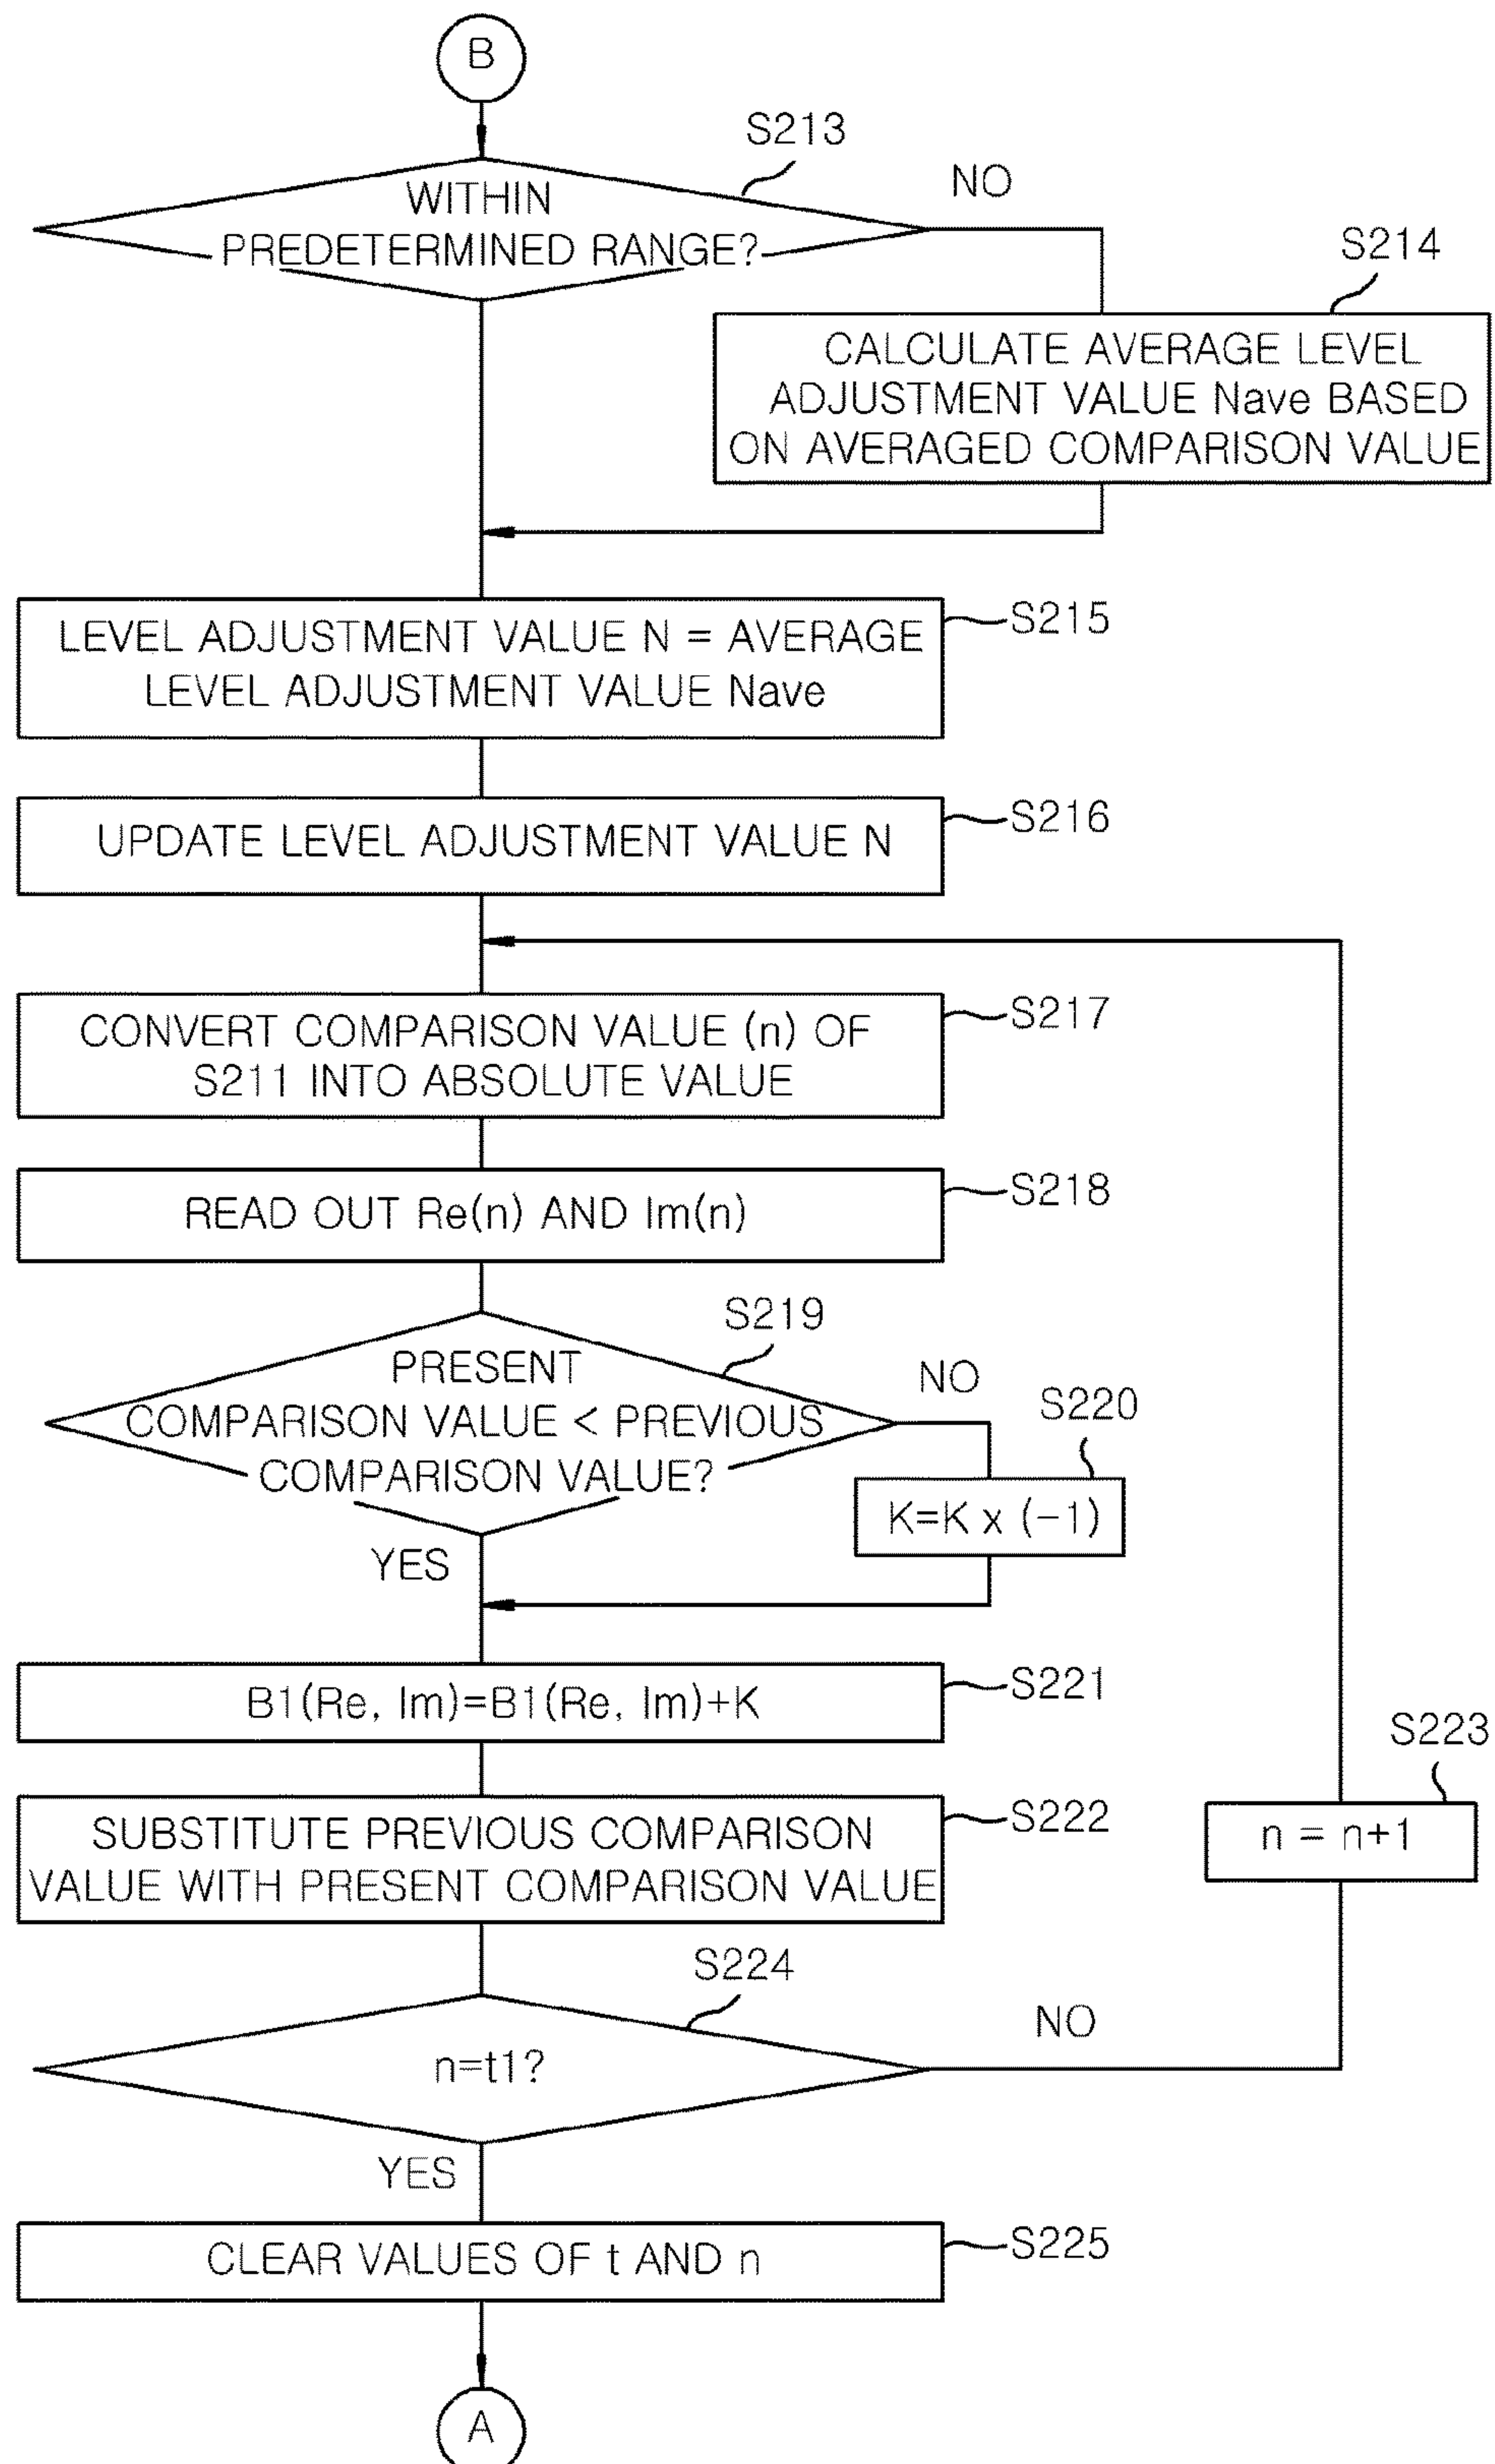 B
S213
NO
WITHIN
PREDETERMINED RANGE?
S214
CALCULATE AVERAGE LEVEL
ADJUSTMENT VALUE Nave BASED
ON AVERAGED COMPARISON VALUE
S215
LEVEL ADJUSTMENT VALUE N = AVERAGE
LEVEL ADJUSTMENT VALUE Nave
S216
UPDATE LEVEL ADJUSTMENT VALUE N
S217
CONVERT COMPARISON VALUE (n) OF
S211 INTO ABSOLUTE VALUE
S218
READ OUT Re(n) AND Im(n)
S219
PRESENT
COMPARISON VALUE < PREVIOUS
COMPARISON VALUE?
NO
S220
K=K x (-1)
YES
S221
B1(Re, Im)=B1(Re, Im)+K
S222
SUBSTITUTE PREVIOUS COMPARISON
VALUE WITH PRESENT COMPARISON VALUE
S223
n = n+1
S224
NO
n=t1?
YES
S225
CLEAR VALUES OF t AND n
A